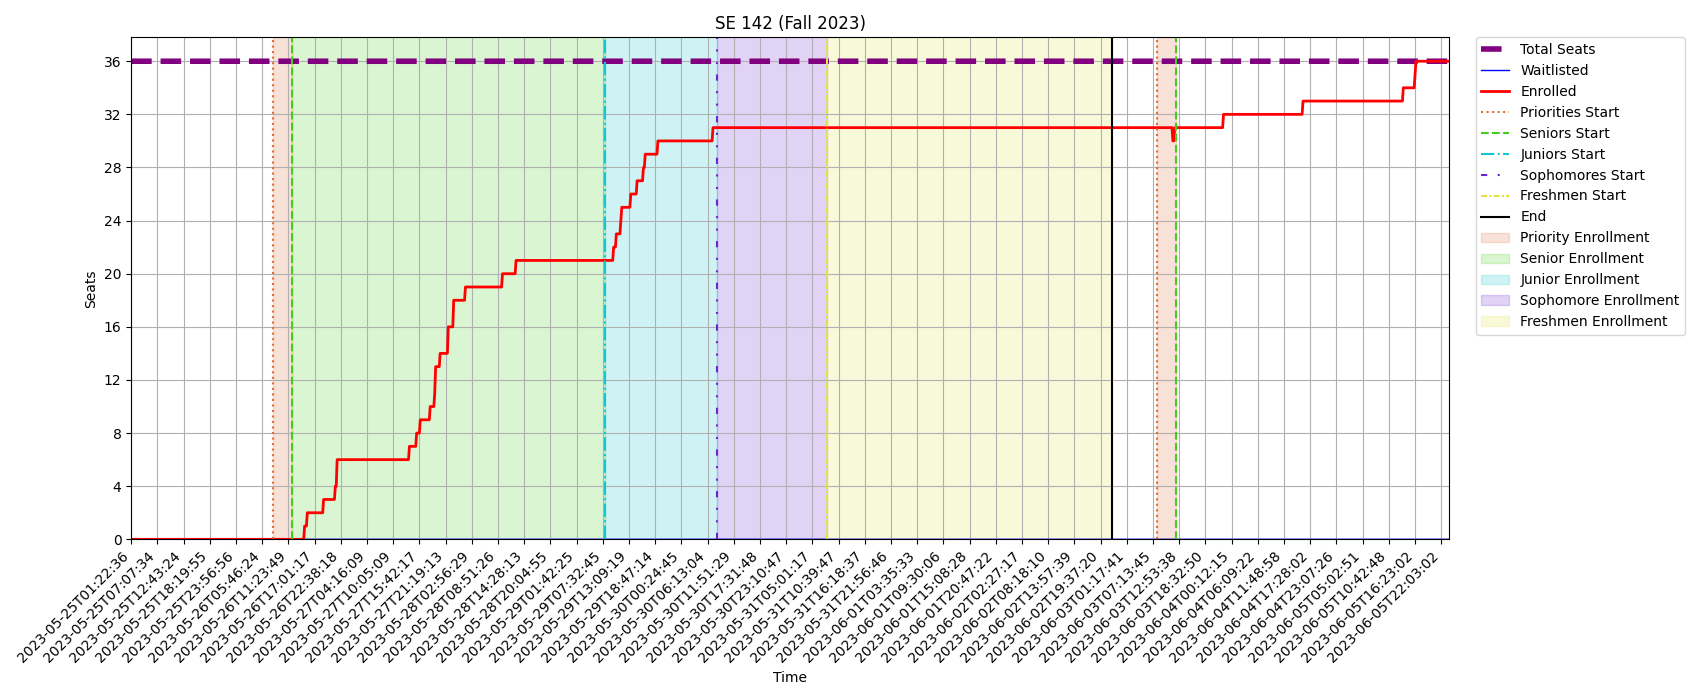 SE 142 (Fall 2023)
Seats
36
32
28
24
20
16
12
8
4
0
2023-05-25T01:22:36
2023-05-25T07:07:34
2023-05-25T12:43:24
2023-05-25T18:19:55
2023-05-25T23:56:56
2023-05-26T05:46:24
2023-05-26T11:23:49
2023-05-26T17:01:17
2023-05-26T22:38:18
2023-05-27T04:16:09
2023-05-27T10:05:09
2023-05-27T15:42:17
2023-05-27T21:19:13
2023-05-28T02:56:29
2023-05-28T08:51:26
2023-05-28T14:28:13
2023-05-28T20:04:55
2023-05-29T01:42:25
2023-05-29T07:32:45
2023-05-29T13:09:19
2023-05-29T18:47:14
2023-05-30T00:24:45
2023-05-30T06:13:04
2023-05-30T11:51:29
2023-05-30T17:31:48
2023-05-30T23:10:47
2023-05-31T05:01:17
2023-05-31T10:39:47
2023-05-31T16:18:37
2023-05-31T21:56:46
2023-06-01T03:35:33
2023-06-01T09:30:06
2023-06-01T15:08:28
2023-06-01T20:47:22
2023-06-02T02:27:17
2023-06-02T08:18:10
2023-06-02T13:57:39
2023-06-02T19:37:20
2023-06-03T01:17:41
2023-06-03T07:13:45
2023-06-03T12:53:38
2023-06-03T18:32:50
2023-06-04T00:12:15
2023-06-04T06:09:22
2023-06-04T11:48:58
2023-06-04T17:28:02
2023-06-04T23:07:26
2023-06-05T05:02:51
2023-06-05T10:42:48
2023-06-05T16:23:02
2023-06-05T22:03:02
Time
Total Seats
Waitlisted
Enrolled
Priorities Start
Seniors Start
Juniors Start
Sophomores Start
Freshmen Start
End
Priority Enrollment
Senior Enrollment
Junior Enrollment
Sophomore Enrollment
Freshmen Enrollment